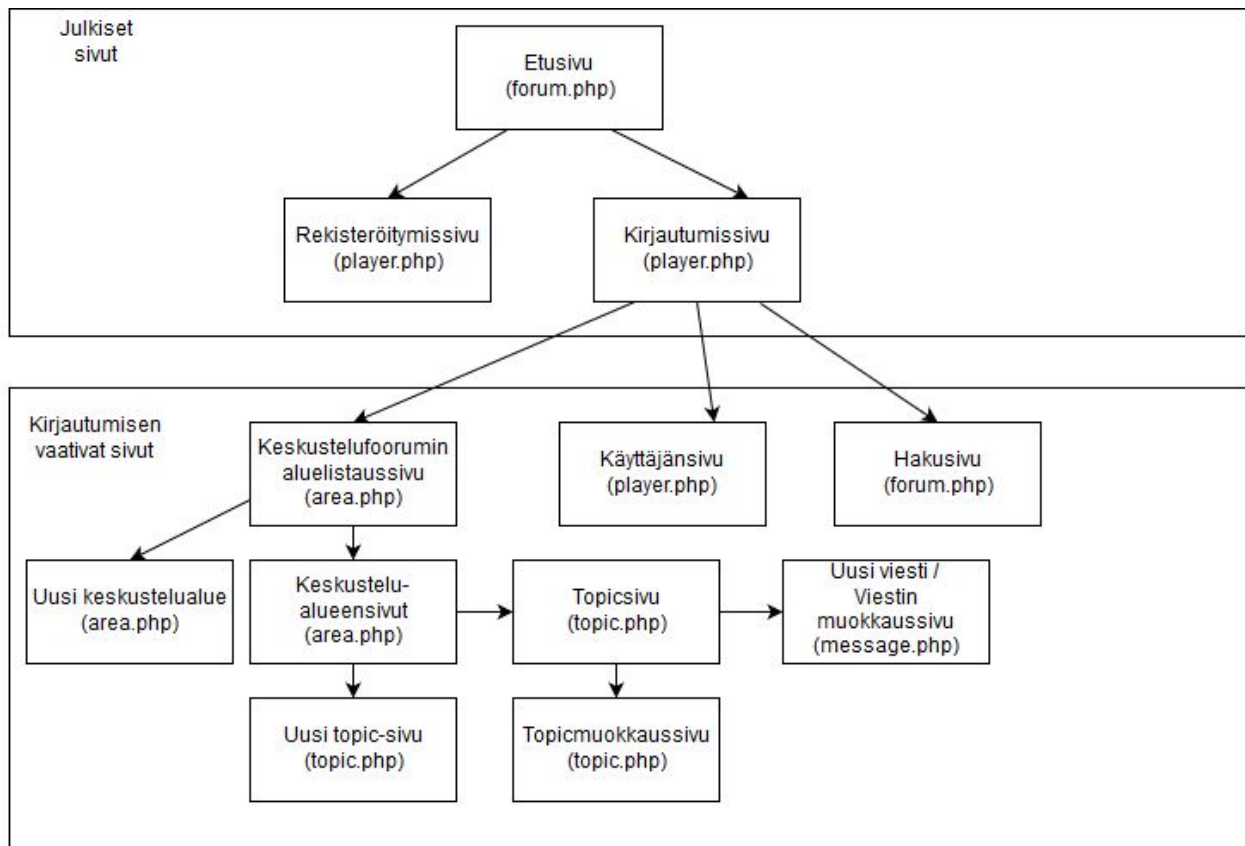 Julkiset
sivut
Etusivu
(forum.php)
Rekisteröitymissivu
(player.php)
Kirjautumissivu
(player.php)
Kirjautumisen
vaativat sivut
Keskustelufoorumin
aluelistaussivu
(area.php)
Käyttäjänsivu
(player.php)
Hakusivu
(forum.php)
Uusi keskustelualue
(area.php)
Keskustelu-
alueensivut
(area.php)
Topicsivu
(topic.php)
Uusi viesti /
Viestin
muokkaussivu
(message.php)
Uusi topic-sivu
(topic.php)
Topicmuokkaussivu
(topic.php)